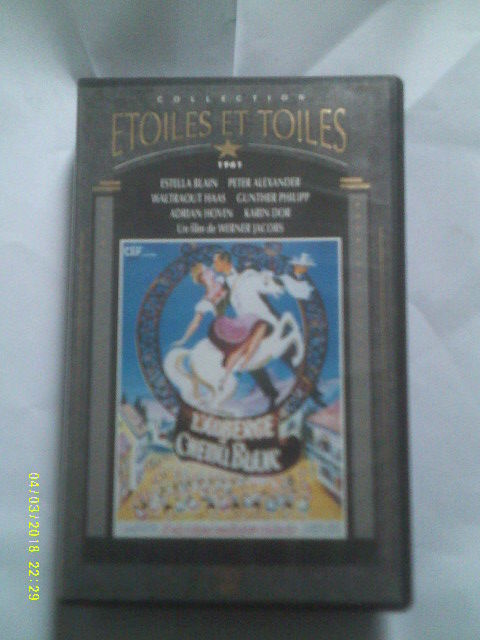 COLLECTION
ETOILES ET TOILES
1961
ESTELLA BLAIN PETER ALEXANDER
WALTRAOUT HAAS GUNTHER PHILIPP
ADRIAN HOVEN KARIN DOR
Un film de WERNER JACOBS
CEF
L'AUBERGE
CHEVAL BLANC
04/03/2018 22:29